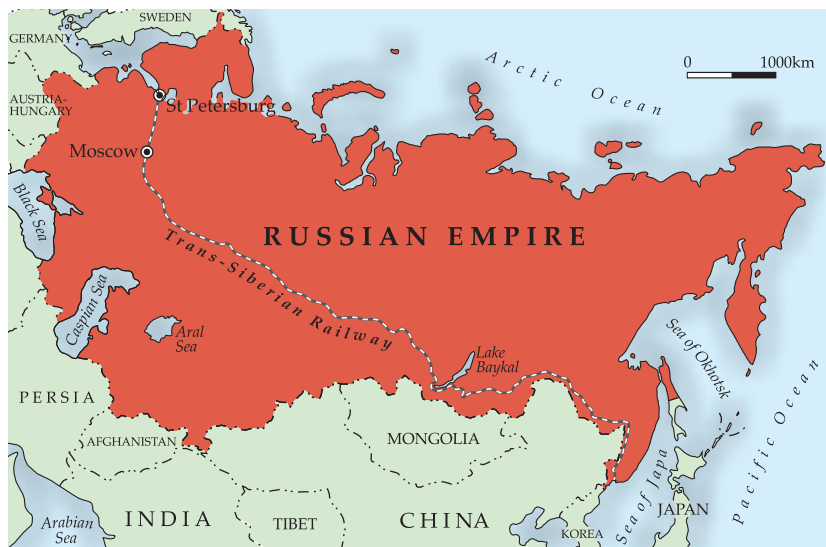 SWEDEN
GERMANY
Arctic Ocean
0 1000km
AUSTRIA-
HUNGARY
St Petersburg
Moscow
Black Sea
RUSSIAN EMPIRE
Trans-Siberian Railway
Caspian Sea
Aral
Sea
Lake
Baykal
Sea of Okhotsk
Pacific Ocean
PERSIA
AFGHANISTAN
MONGOLIA
Sea of Japa
JAPAN
INDIA
TIBET
CHINA
KOREA
Arabian
Sea